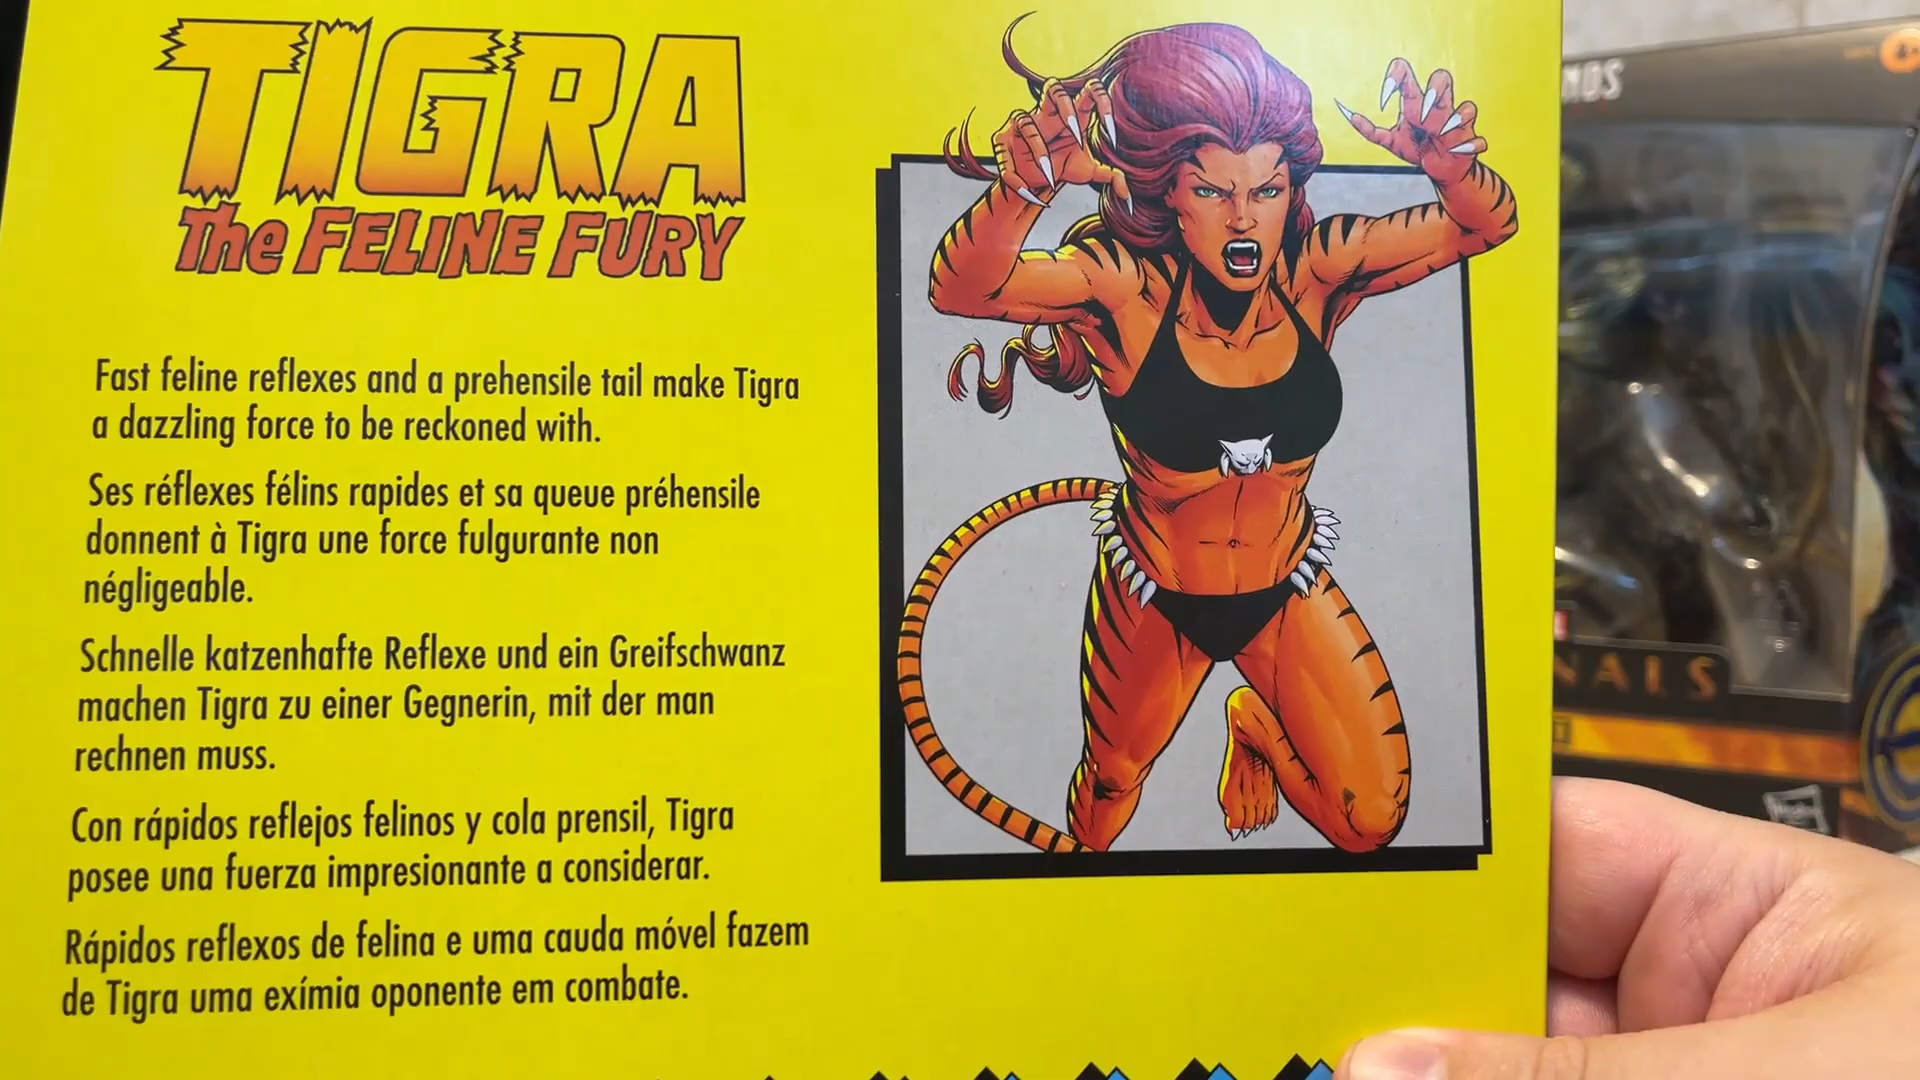 TIGRA
The FELINE FURY
Fast feline reflexes and a prehensile tail make Tigra
a dazzling force to be reckoned with.
Ses réflexes félins rapides et sa queue préhensile
donnent à Tigra une force fulgurante non
négligeable.
Schnelle katzenhafte Reflexe und ein Greifschwanz
machen Tigra zu einer Gegnerin, mit der man
rechnen muss.
Con rápidos reflejos felinos y cola prensil, Tigra
posee una fuerza impresionante a considerar.
Rápidos reflexos de felina e uma cauda móvel fazem
de Tigra uma exímia oponente em combate.
NALS